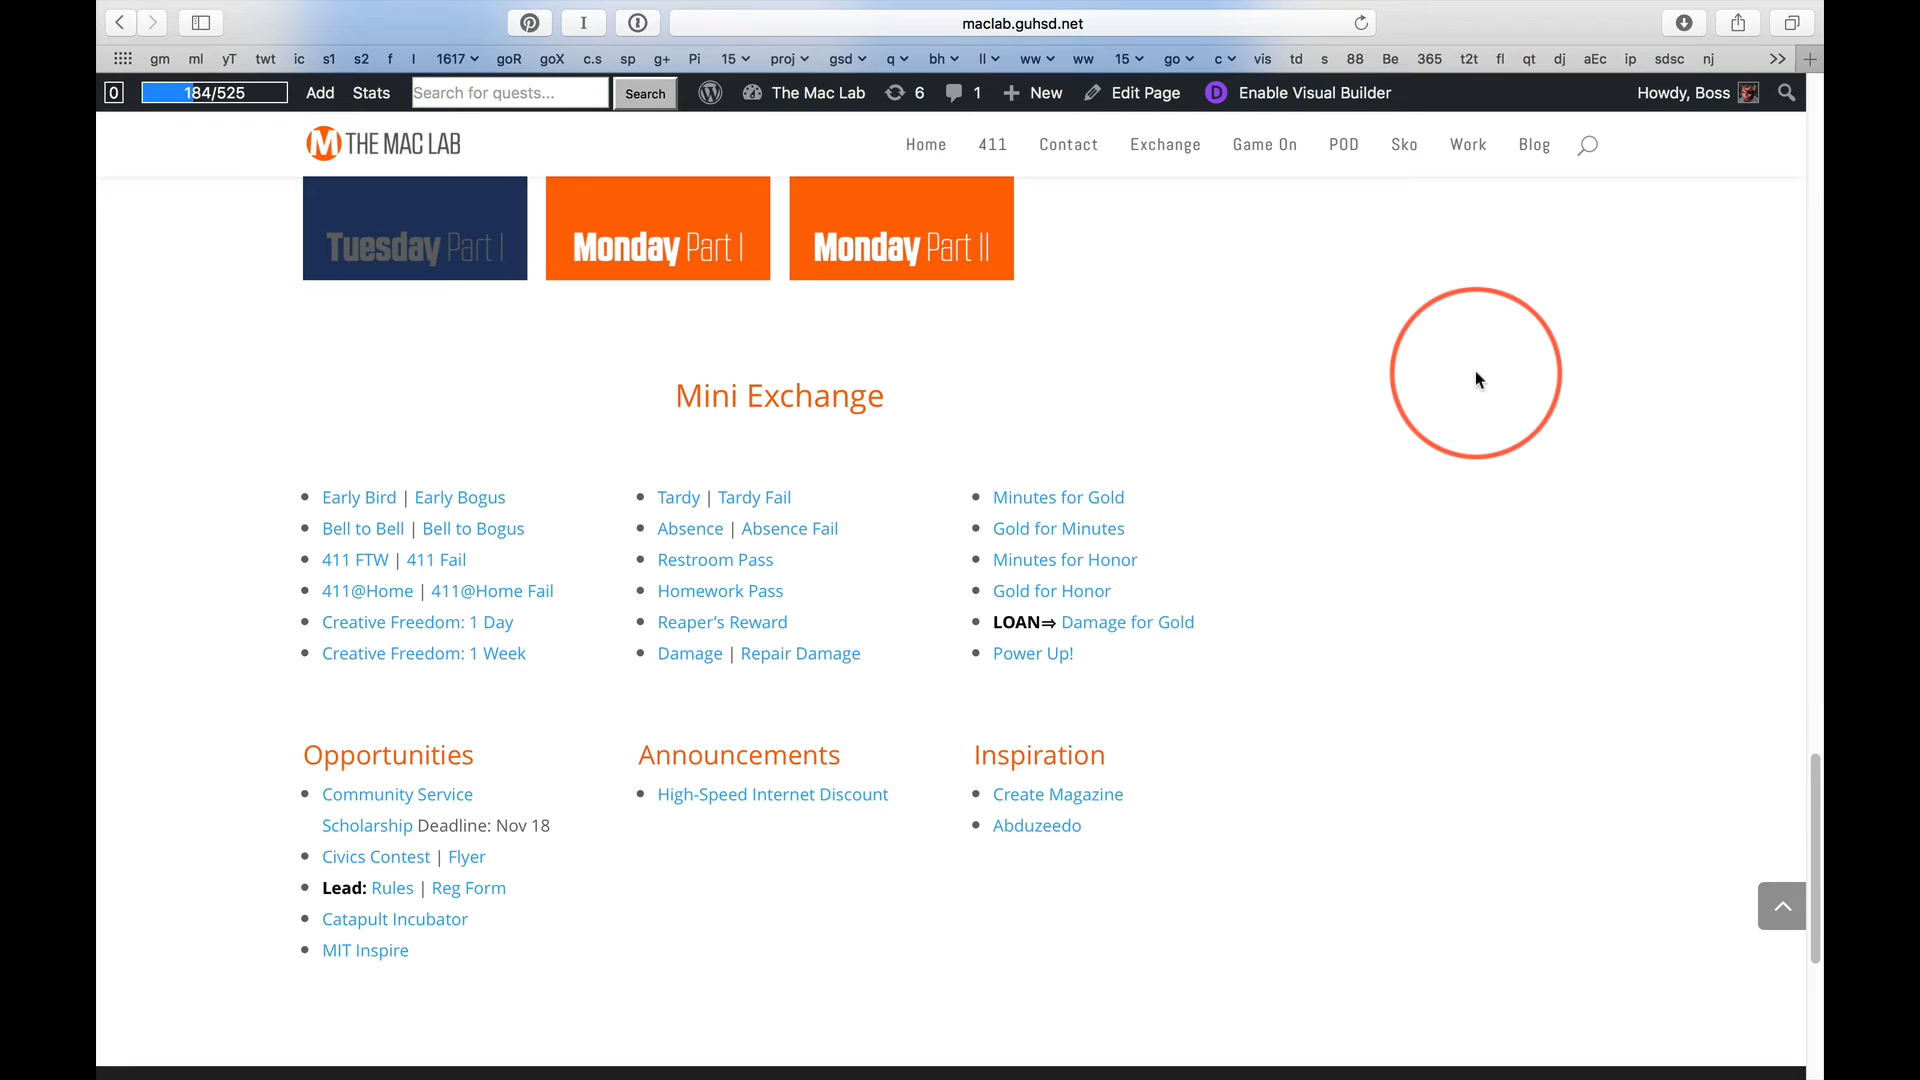 maclab.guhsd.net
gm ml yT twt ic s1 s2 f I 1617 goR goX c.s sp g+ Pi 15 proj gsd q bh ll ww ww 15 go c vis td s 88 Be 365 t2t fl qt dj aEc ip sdsc nj
0 184/525 Add Stats Search for quests... Search The Mac Lab 6 1 New Edit Page D Enable Visual Builder Howdy, Boss
M THE MAC LAB Home 411 Contact Exchange Game On POD Sko Work Blog
Tuesday Part I Monday Part I Monday Part II
Mini Exchange
Early Bird | Early Bogus
Bell to Bell | Bell to Bogus
411 FTW | 411 Fail
411@Home | 411@Home Fail
Creative Freedom: 1 Day
Creative Freedom: 1 Week
Tardy | Tardy Fail
Absence | Absence Fail
Restroom Pass
Homework Pass
Reaper's Reward
Damage | Repair Damage
Minutes for Gold
Gold for Minutes
Minutes for Honor
Gold for Honor
LOAN⇒ Damage for Gold
Power Up!
Opportunities
Community Service
Scholarship Deadline: Nov 18
Civics Contest | Flyer
Lead: Rules | Reg Form
Catapult Incubator
MIT Inspire
Announcements
High-Speed Internet Discount
Inspiration
Create Magazine
Abduzeedo